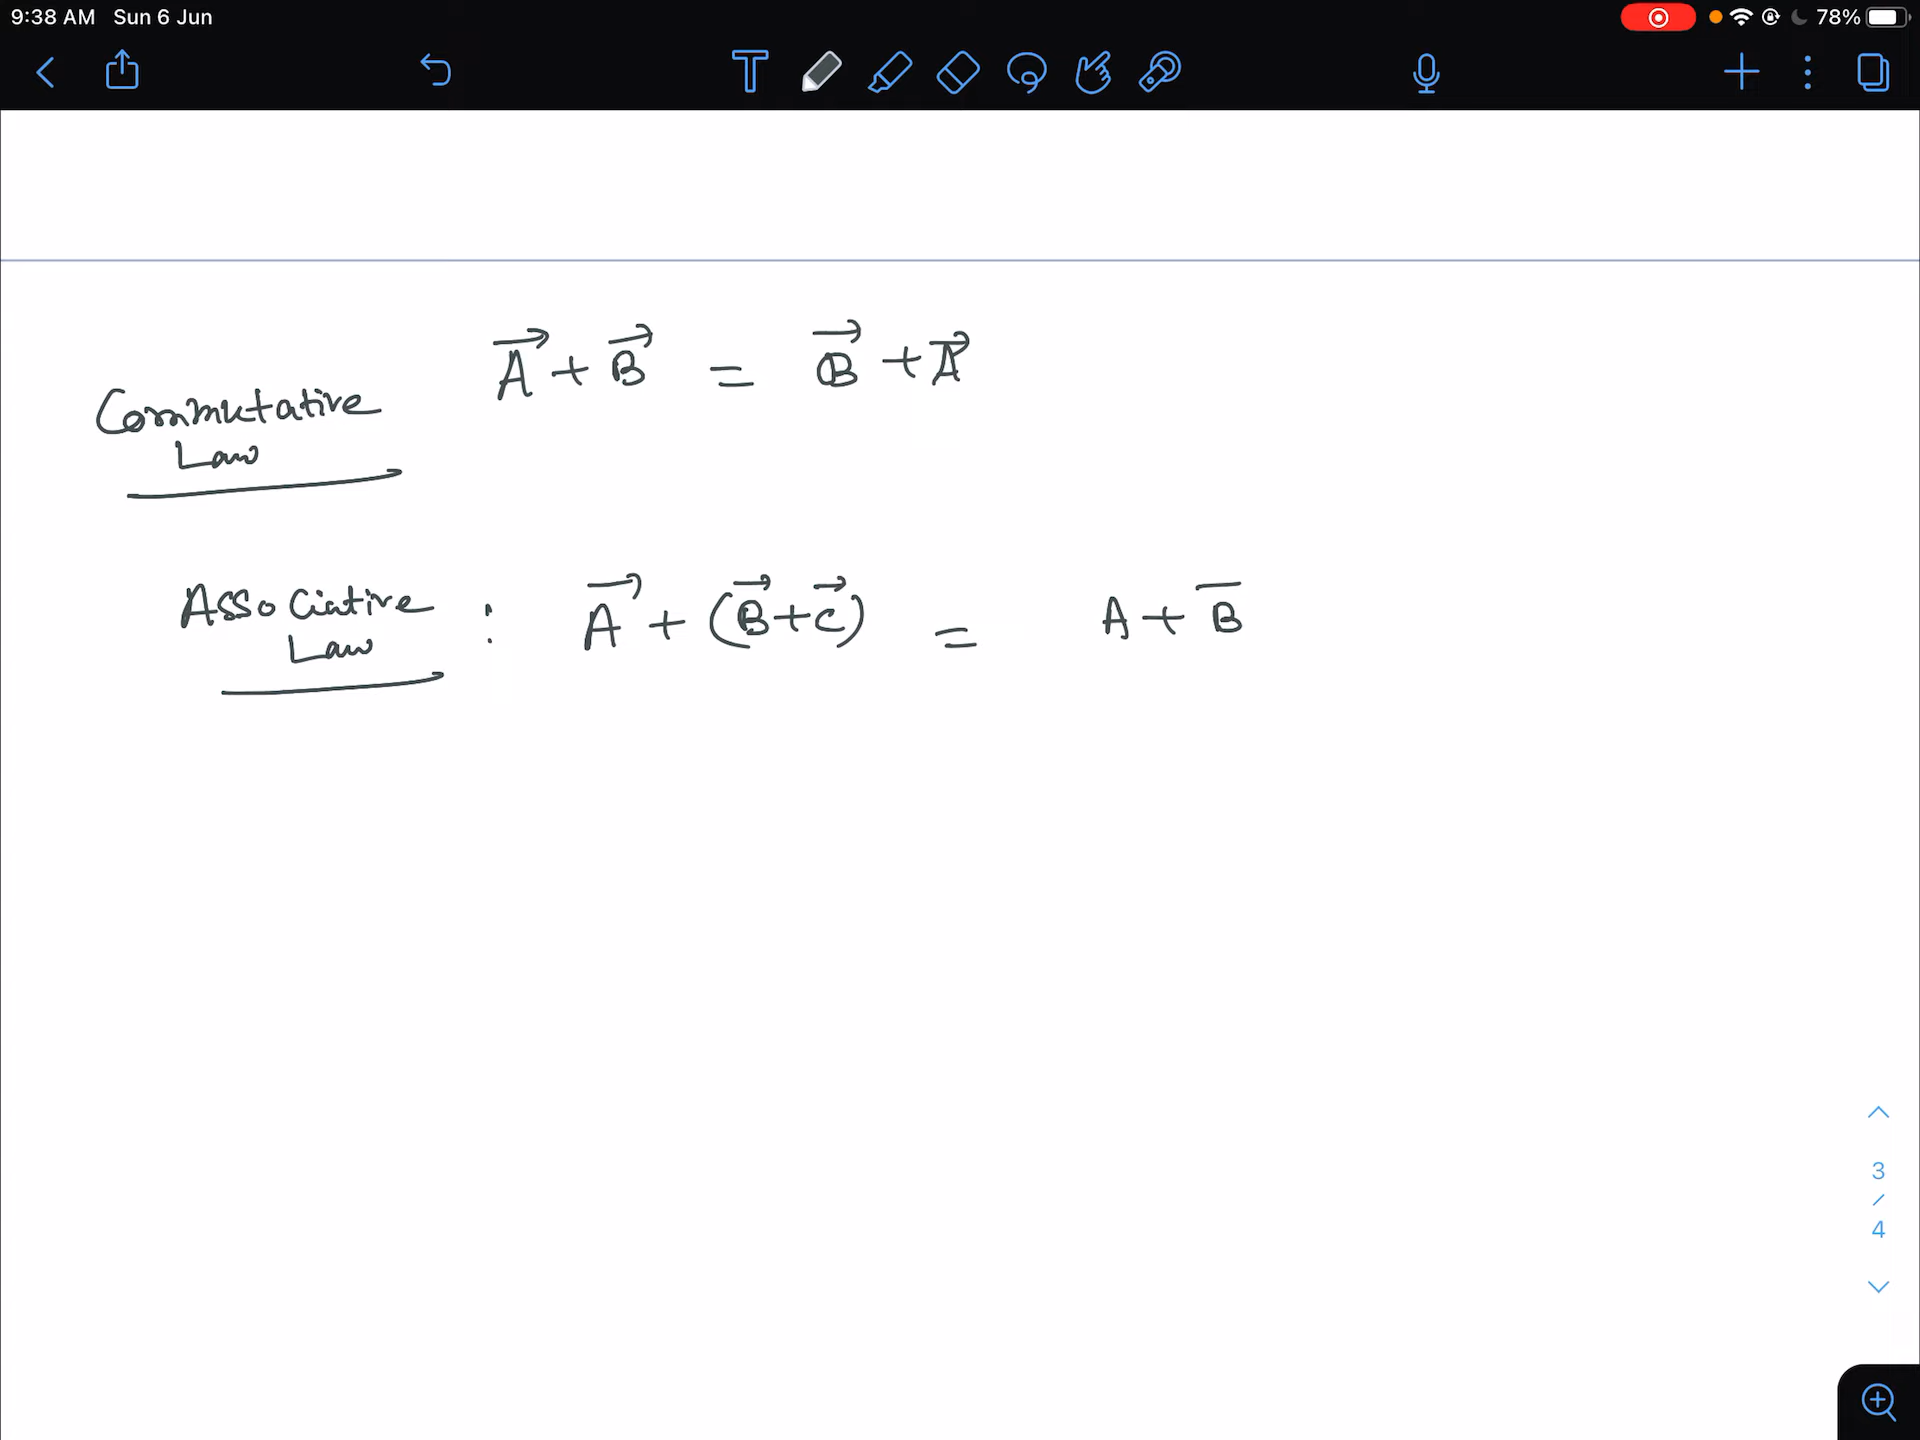 9:38 AM Sun 6 Jun 78%
T
A⃗ + B⃗ = B⃗ + A⃗
Commutative
Law
Associative : A⃗ + (B⃗ + C⃗) = A + B̅
Law
3
/
4